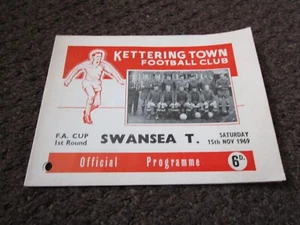 KETTERING TOWN
FOOTBALL CLUB
F.A. CUP
1st Round
SWANSEA T.
SATURDAY
15th NOV 1969
Official Programme
6D.